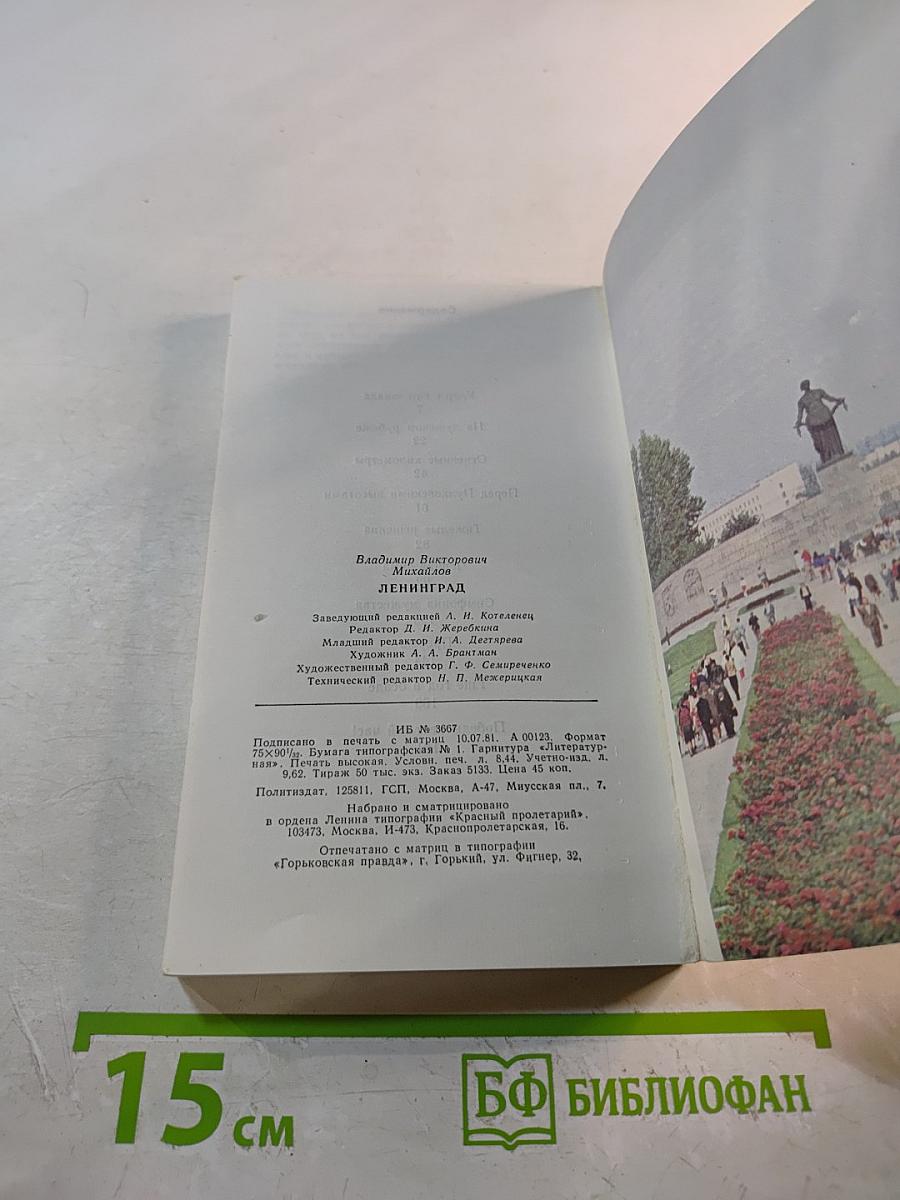 Владимир Викторович
Михайлов
ЛЕНИНГРАД
Заведующий редакцией А. И. Котеленец
Редактор Д. И. Жеребкина
Младший редактор И. А. Дегтярева
Художник А. А. Брантман
Художественный редактор Г. Ф. Семиреченко
Технический редактор Н. П. Межерицкая
ИБ № 3667
Подписано в печать с матриц 10.07.81. А 00123. Формат
75×90¹/₃₂. Бумага типографская № 1. Гарнитура «Литератур-
ная». Печать высокая. Условн. печ. л. 8,44. Учетно-изд. л.
9,62. Тираж 50 тыс. экз. Заказ 5133. Цена 45 коп.
Политиздат, 125811, ГСП, Москва, А-47, Миусская пл., 7.
Набрано и сматрицировано
в ордена Ленина типографии «Красный пролетарий».
103473, Москва, И-473, Краснопролетарская, 16.
Отпечатано с матриц в типографии
«Горьковская правда», г. Горький, ул. Фигнер, 32.
15 см
БФ БИБЛИОФАН